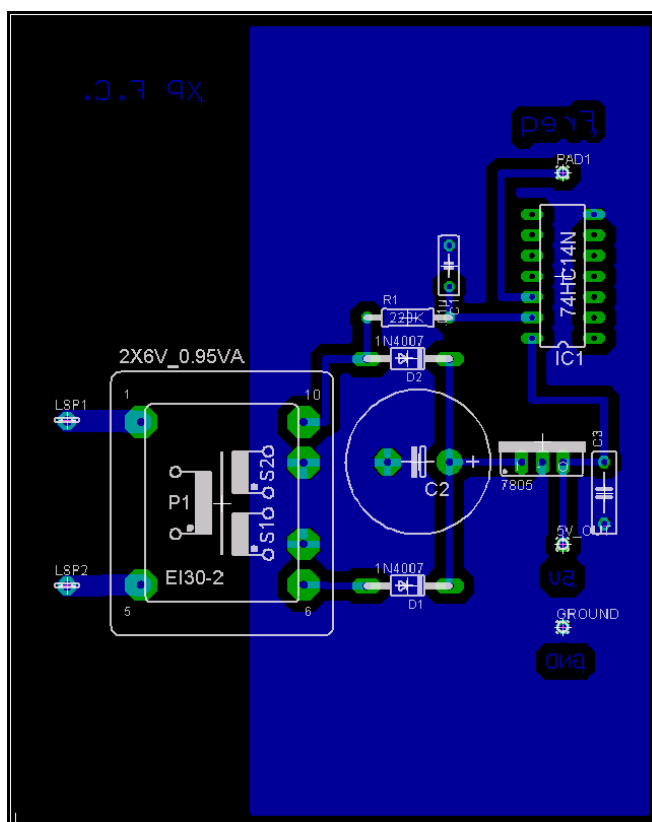 XP F.C.
Freq
PAD1
74HC14N
IC1
C1
R1
220K
1N4007
D2
2X6V_0.95VA
1
10
LSP1
P1
S2
S1
EI30-2
LSP2
5
6
+
C2
7805
C3
5V_OUT
5v
1N4007
D1
GROUND
GND